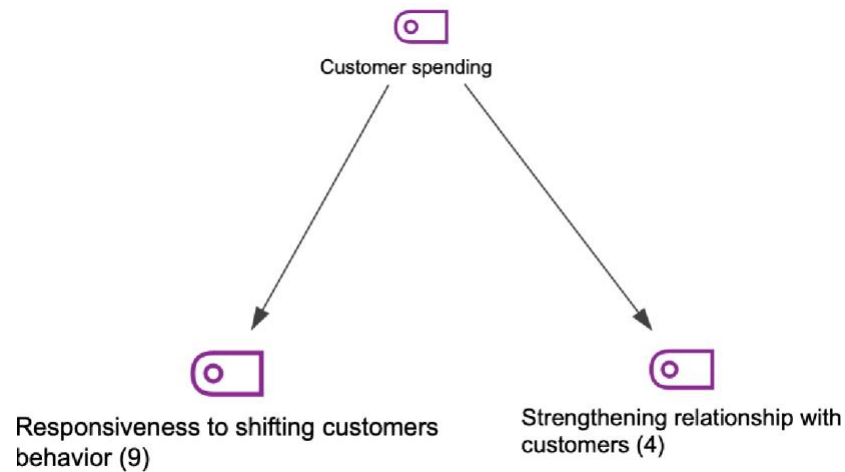 Customer spending
Responsiveness to shifting customers
behavior (9)
Strengthening relationship with
customers (4)